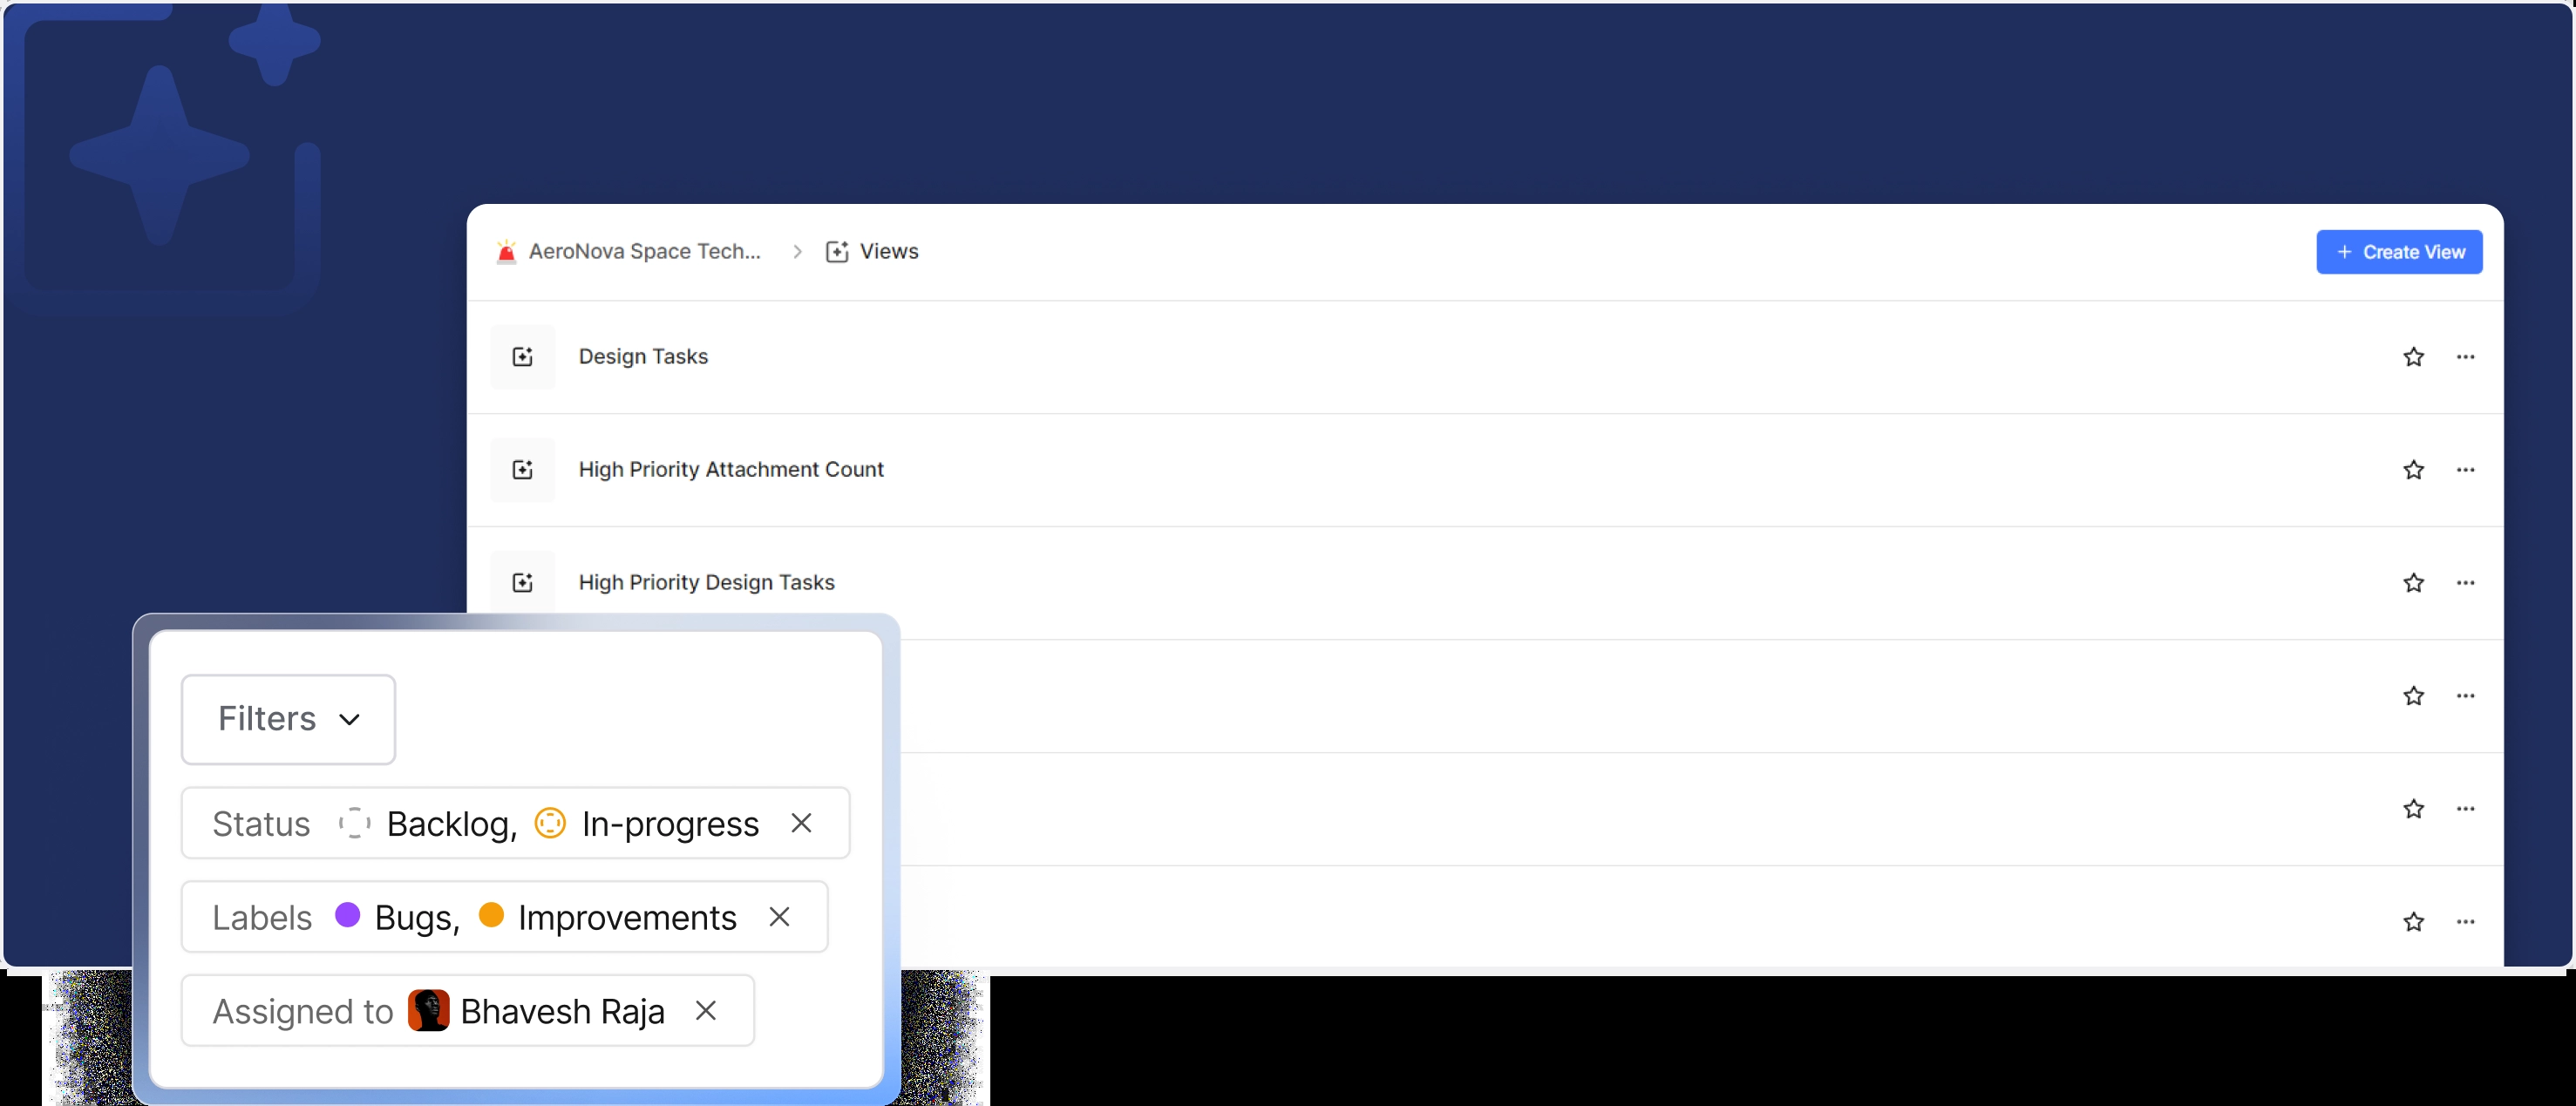 AeroNova Space Tech... > Views
+ Create View
Design Tasks
High Priority Attachment Count
High Priority Design Tasks
Filters
Status Backlog, In-progress
Labels Bugs, Improvements
Assigned to Bhavesh Raja